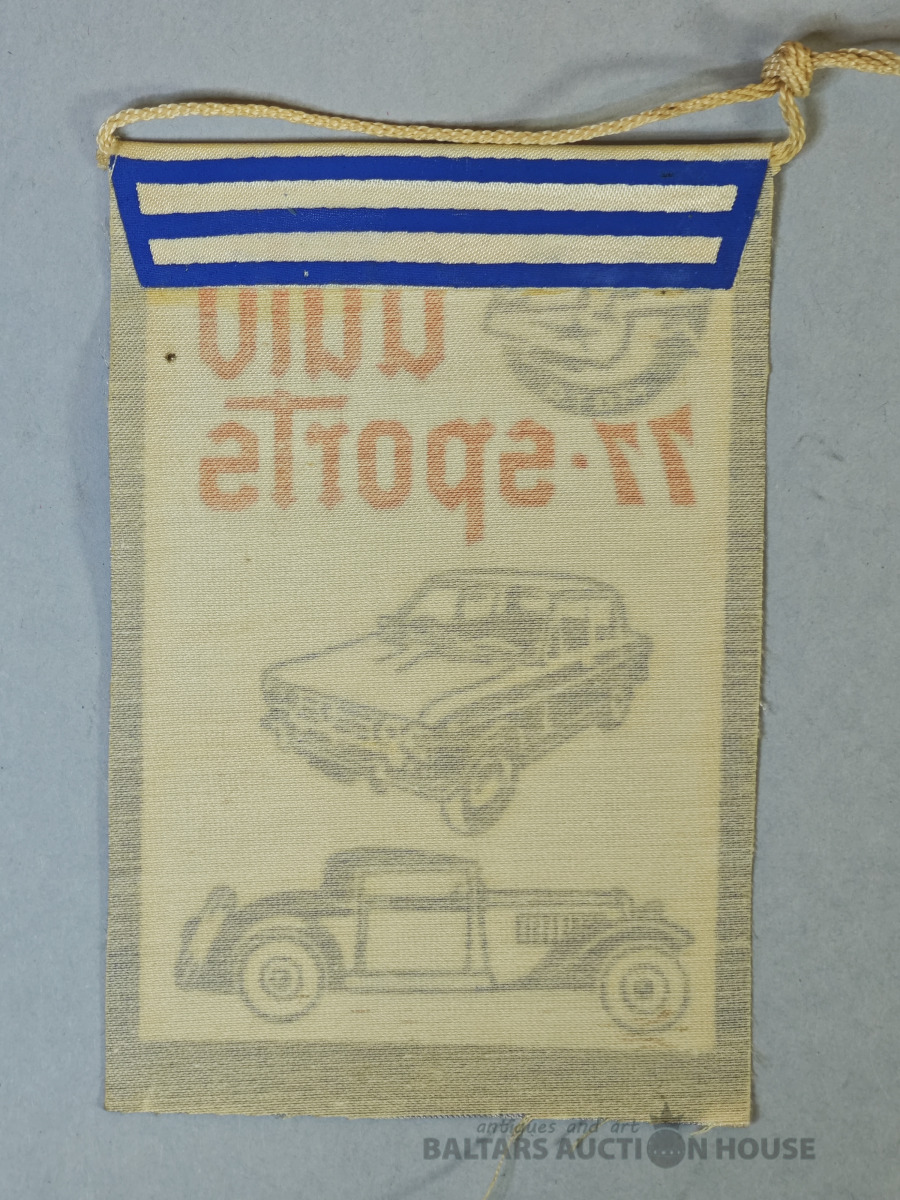 auto
77·sports
antiques and art
BALTARS AUCTION HOUSE